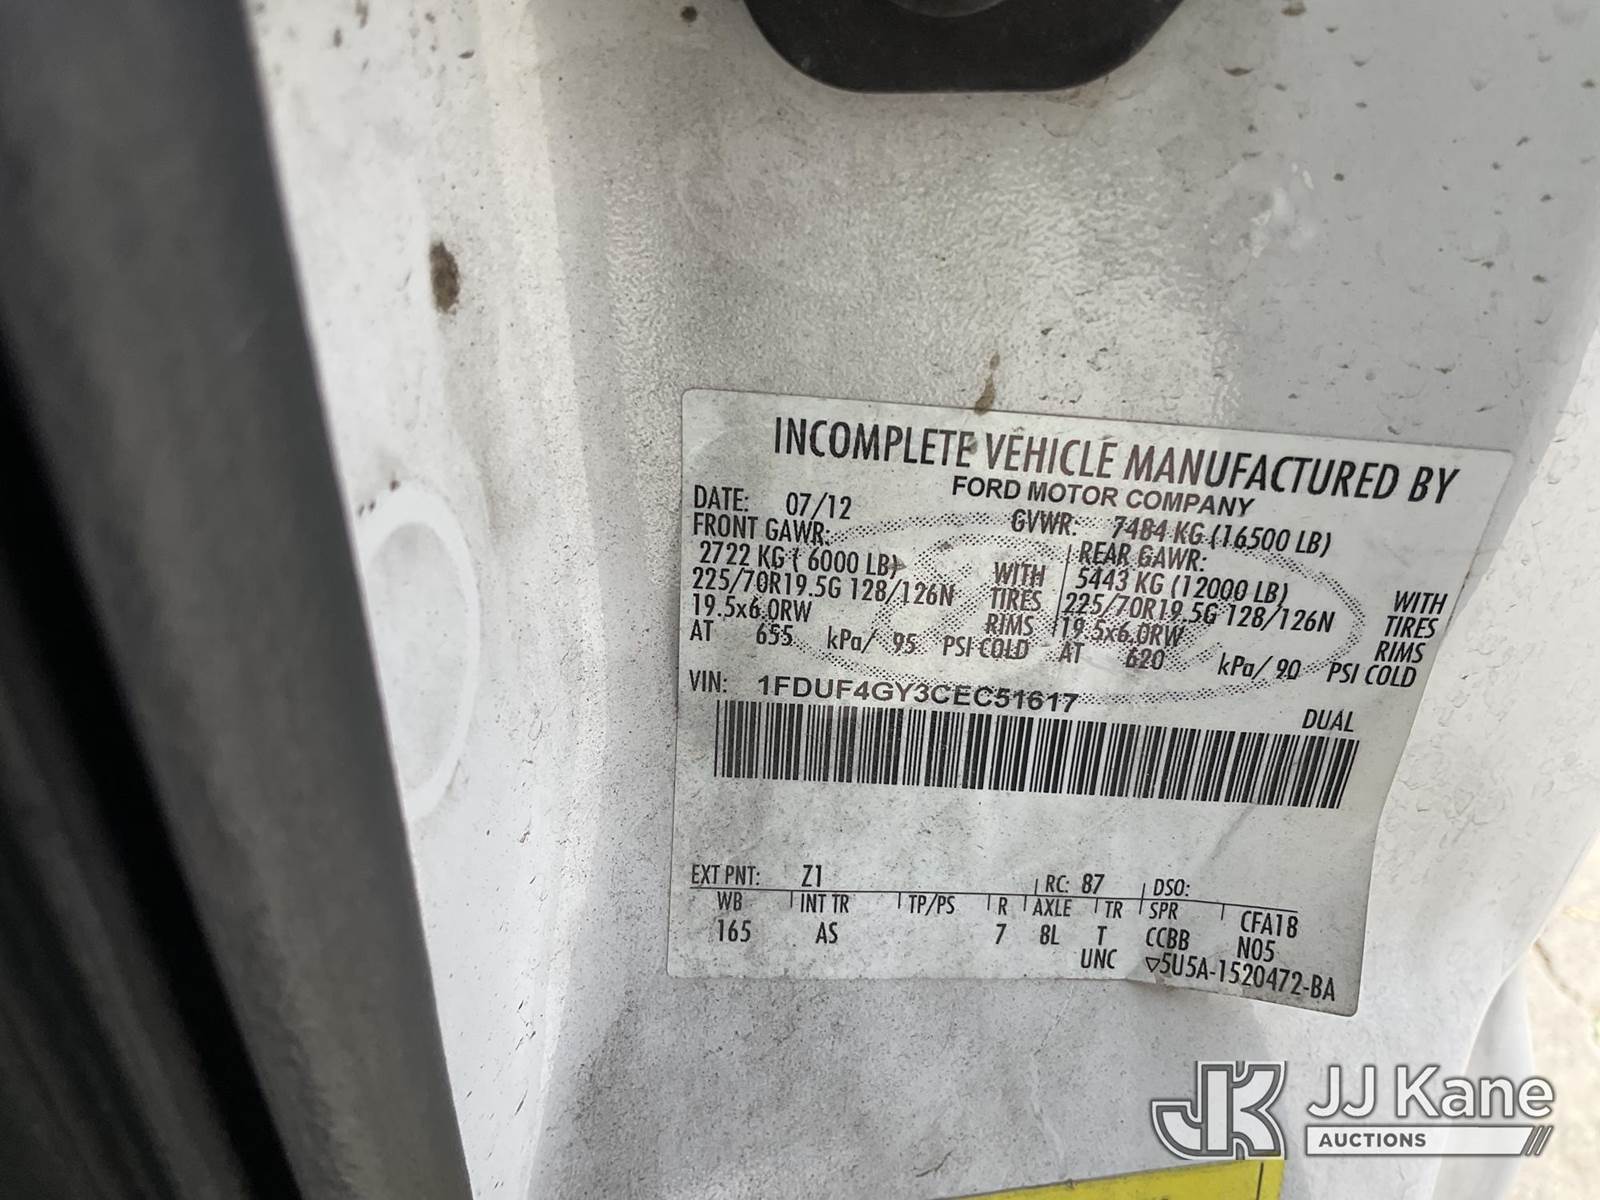 INCOMPLETE VEHICLE MANUFACTURED BY
FORD MOTOR COMPANY
DATE: 07/12 GVWR: 7484 KG (16500 LB)
FRONT GAWR: REAR GAWR:
2722 KG ( 6000 LB) WITH 5443 KG (12000 LB) WITH
225/70R19.5G 128/126N TIRES 225/70R19.5G 128/126N TIRES
19.5x6.0RW RIMS 19.5x6.0RW RIMS
AT 655 kPa/ 95 PSI COLD AT 620 kPa/ 90 PSI COLD
VIN: 1FDUF4GY3CEC51617
DUAL
EXT PNT: Z1 RC: 87 DSO:
WB INT TR TP/PS R AXLE TR SPR CFA18
165 AS 7 8L T CCBB N05
UNC ▽5U5A-1520472-BA
JK JJ Kane
AUCTIONS